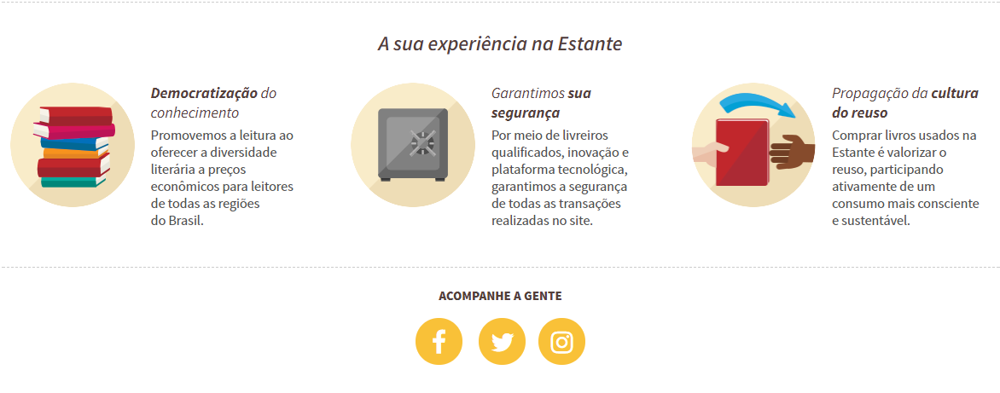 A sua experiência na Estante
Democratização do
conhecimento
Promovemos a leitura ao
oferecer a diversidade
literária a preços
econômicos para leitores
de todas as regiões
do Brasil.
Garantimos sua
segurança
Por meio de livreiros
qualificados, inovação e
plataforma tecnológica,
garantimos a segurança
de todas as transações
realizadas no site.
Propagação da cultura
do reuso
Comprar livros usados na
Estante é valorizar o
reuso, participando
ativamente de um
consumo mais consciente
e sustentável.
ACOMPANHE A GENTE